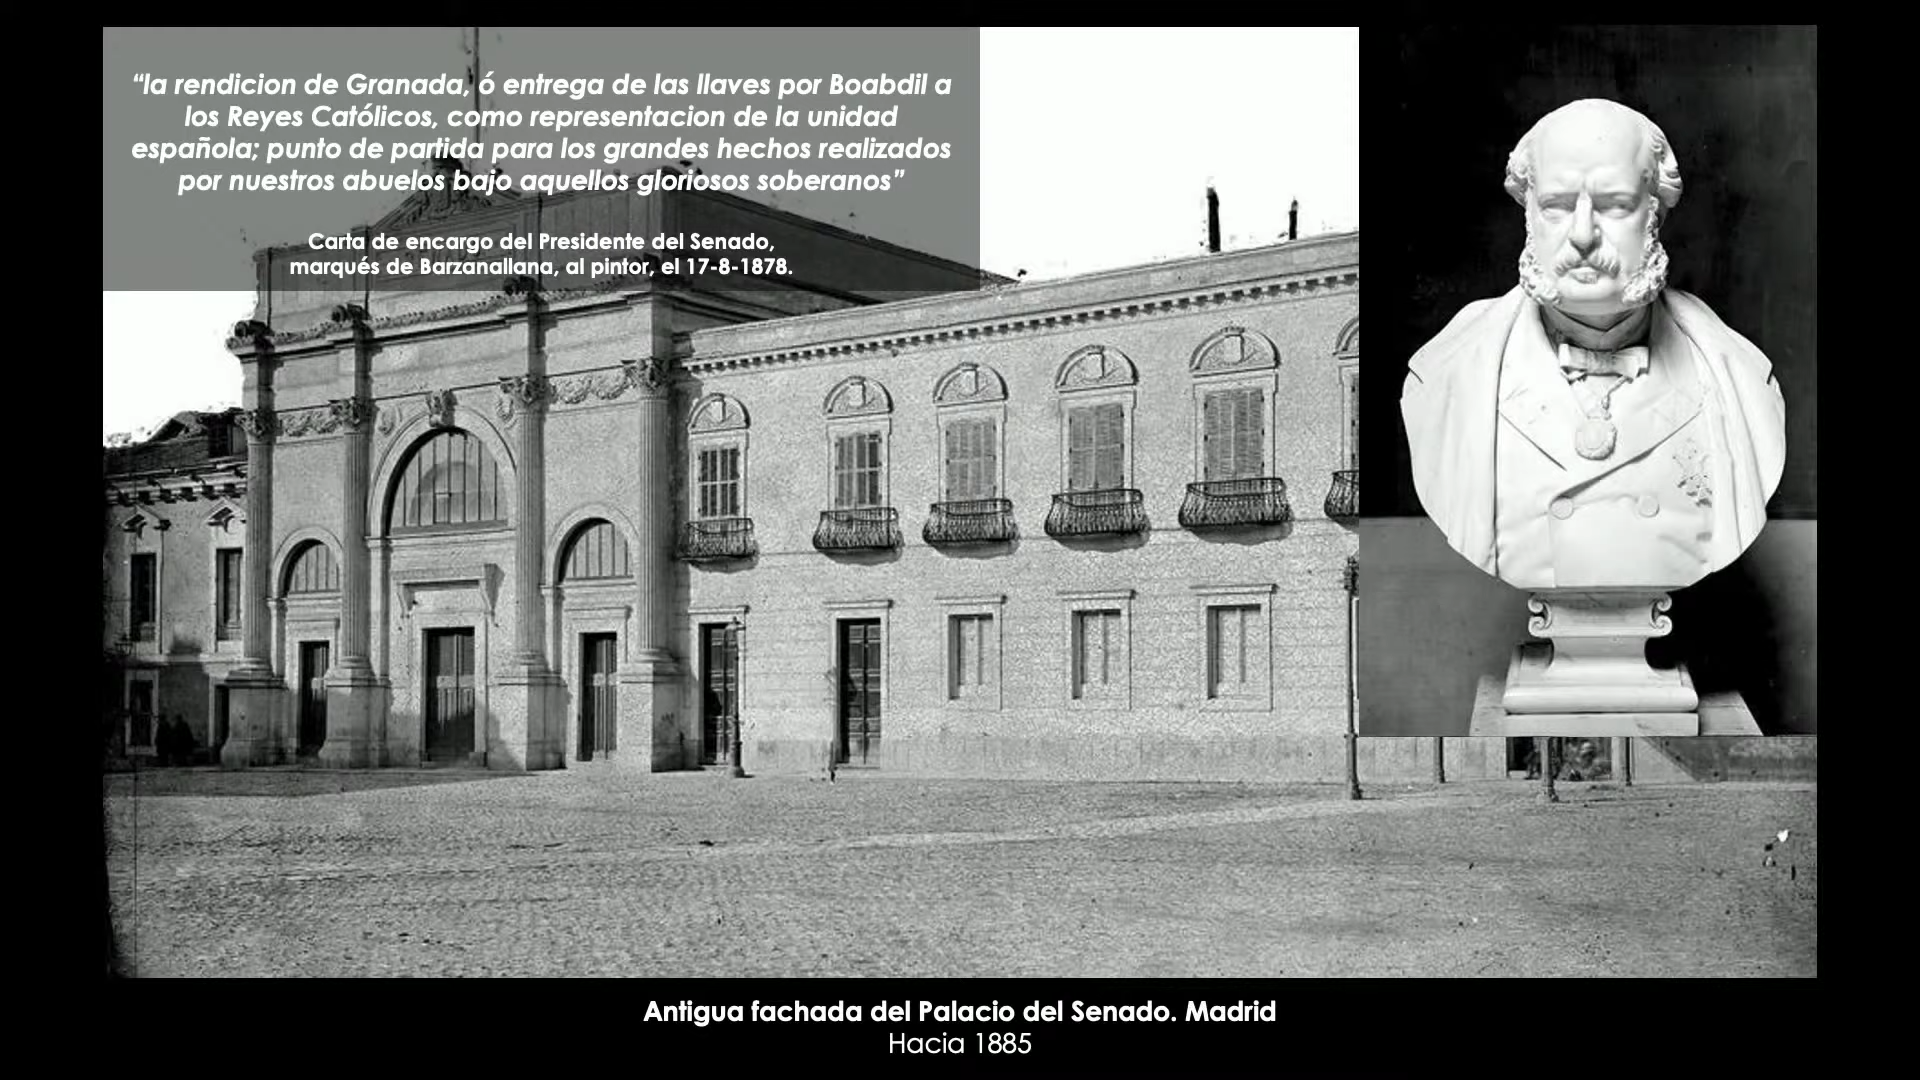 “la rendicion de Granada, ó entrega de las llaves por Boabdil a
los Reyes Católicos, como representacion de la unidad
española; punto de partida para los grandes hechos realizados
por nuestros abuelos bajo aquellos gloriosos soberanos”
Carta de encargo del Presidente del Senado,
marqués de Barzanallana, al pintor, el 17-8-1878.
Antigua fachada del Palacio del Senado. Madrid
Hacia 1885